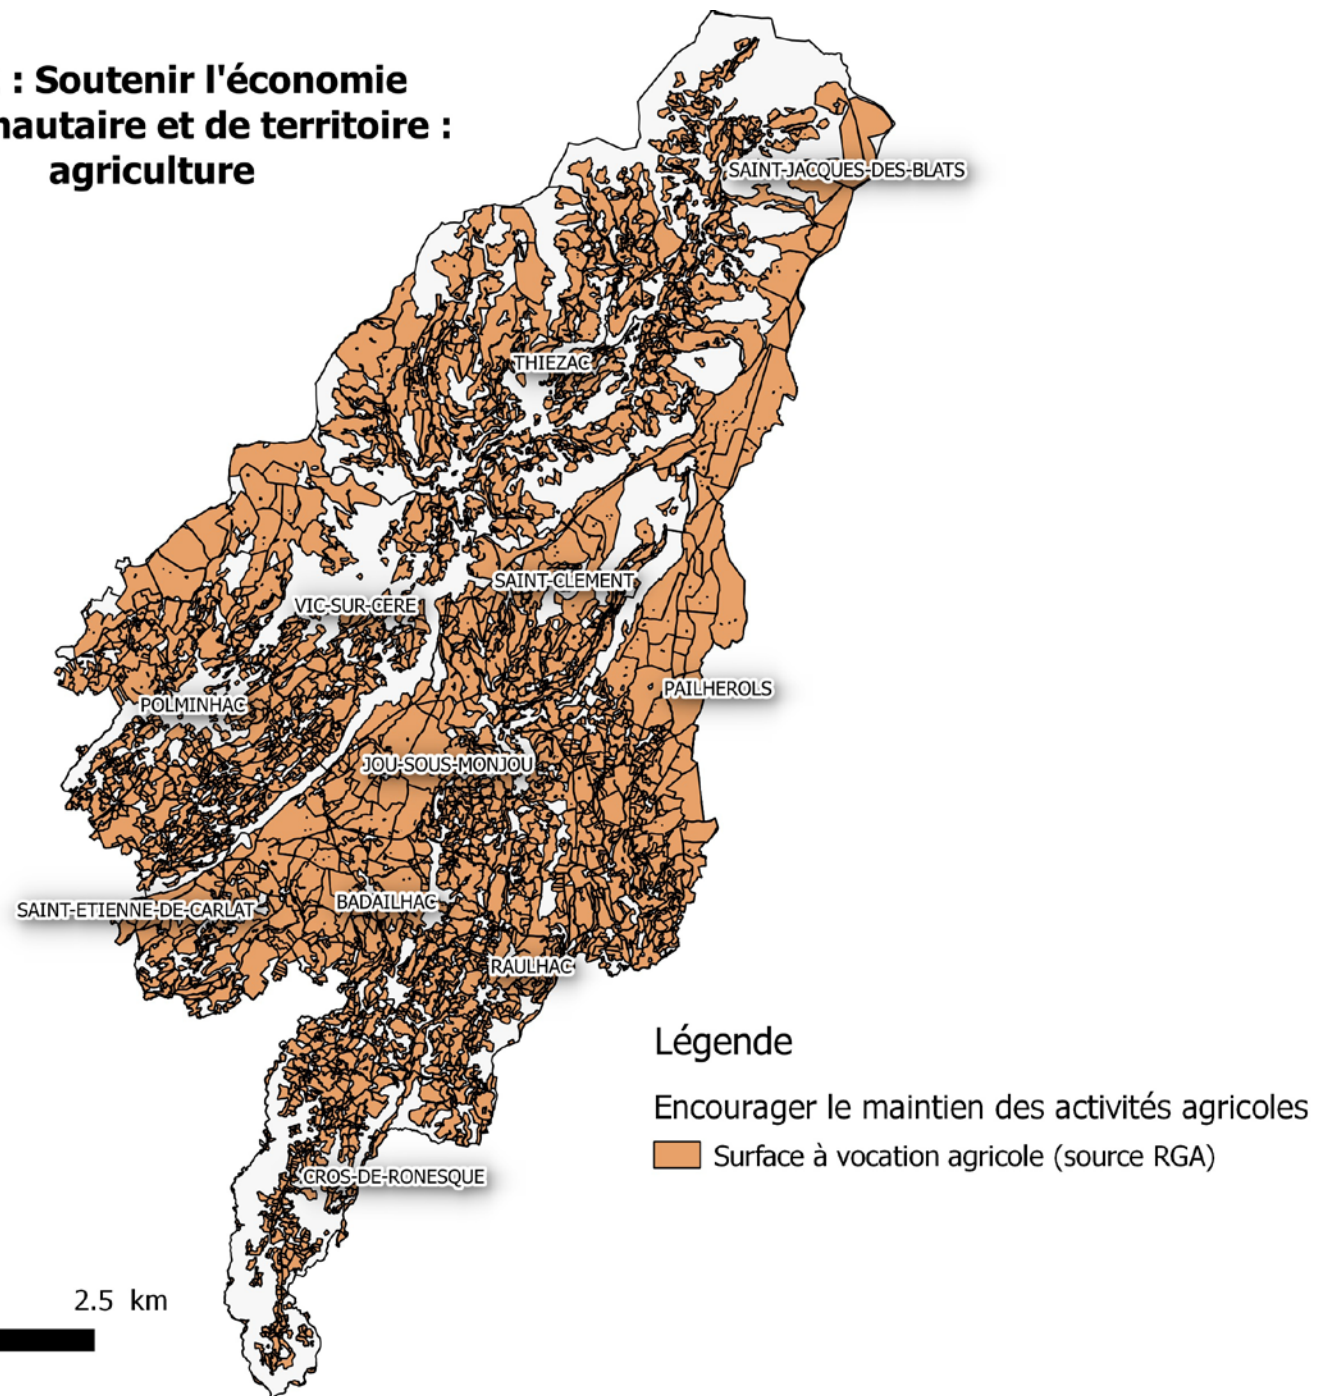 : Soutenir l'économie
nautaire et de territoire :
agriculture
SAINT-JACQUES-DES-BLATS
THIEZAC
SAINT-CLEMENT
VIC-SUR-CERE
PAILHEROLS
POLMINHAC
JOU-SOUS-MONJOU
BADAILHAC
SAINT-ETIENNE-DE-CARLAT
RAULHAC
Légende
Encourager le maintien des activités agricoles
Surface à vocation agricole (source RGA)
CROS-DE-RONESQUE
2.5 km